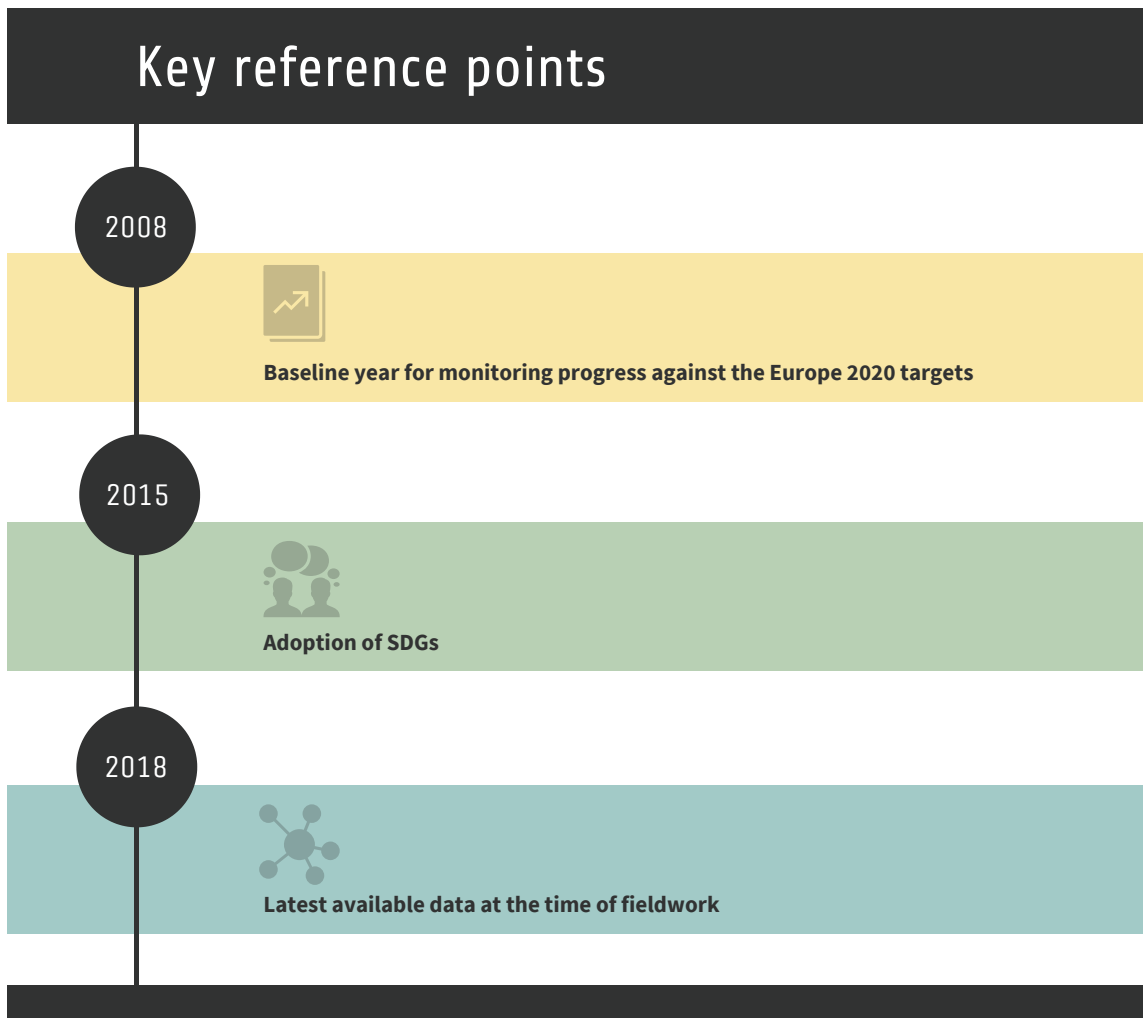 Key reference points
2008
Baseline year for monitoring progress against the Europe 2020 targets
2015
Adoption of SDGs
2018
Latest available data at the time of fieldwork